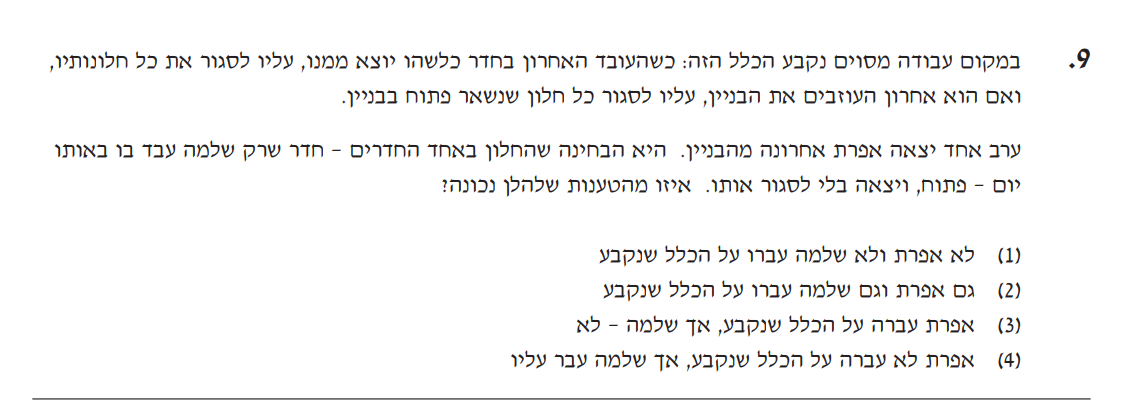 9. במקום עבודה מסוים נקבע הכלל הזה: כשהעובד האחרון בחדר כלשהו יוצא ממנו, עליו לסגור את כל חלונותיו,
ואם הוא אחרון העוזבים את הבניין, עליו לסגור כל חלון שנשאר פתוח בבניין.
ערב אחד יצאה אפרת אחרונה מהבניין. היא הבחינה שהחלון באחד החדרים – חדר שרק שלמה עבד בו באותו
יום – פתוח, ויצאה בלי לסגור אותו. איזו מהטענות שלהלן נכונה?
(1) לא אפרת ולא שלמה עברו על הכלל שנקבע
(2) גם אפרת וגם שלמה עברו על הכלל שנקבע
(3) אפרת עברה על הכלל שנקבע, אך שלמה – לא
(4) אפרת לא עברה על הכלל שנקבע, אך שלמה עבר עליו